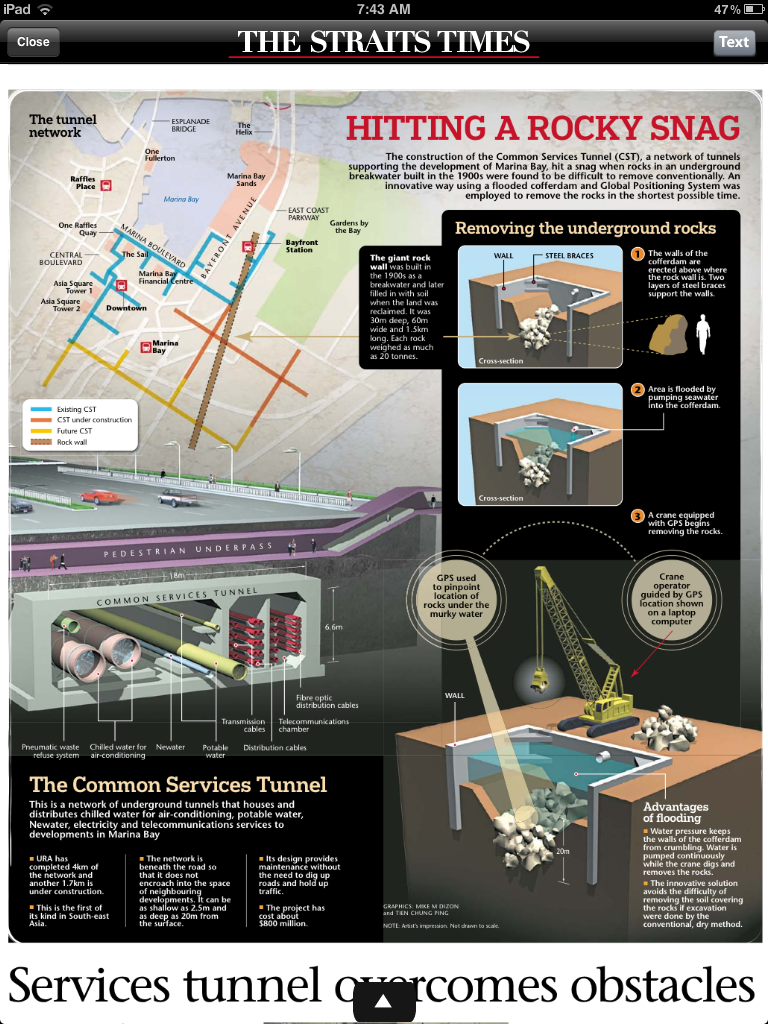 iPad
7:43 AM
47%
Close
THE STRAITS TIMES
Text
The tunnel
network
ESPLANADE
BRIDGE
The
Helix
One
Fullerton
Raffles
Place
Marina Bay
Sands
Marina Bay
EAST COAST
PARKWAY
Gardens by
the Bay
One Raffles
Quay
MARINA BOULEVARD
BAYFRONT AVENUE
Bayfront
Station
CENTRAL
BOULEVARD
The Sail
Marina Bay
Financial Centre
Asia Square
Tower 1
Asia Square
Tower 2
Downtown
Marina
Bay
Existing CST
CST under construction
Future CST
Rock wall
HITTING A ROCKY SNAG
The construction of the Common Services Tunnel (CST), a network of tunnels
supporting the development of Marina Bay, hit a snag when rocks in an underground
breakwater built in the 1900s were found to be difficult to remove conventionally. An
innovative way using a flooded cofferdam and Global Positioning System was
employed to remove the rocks in the shortest possible time.
Removing the underground rocks
The giant rock
wall was built in
the 1900s as a
breakwater and later
filled in with soil
when the land was
reclaimed. It was
30m deep, 60m
wide and 1.5km
long. Each rock
weighed as much
as 20 tonnes.
WALL
STEEL BRACES
Cross-section
1 The walls of the
cofferdam are
erected above where
the rock wall is. Two
layers of steel braces
support the walls.
2 Area is flooded by
pumping seawater
into the cofferdam.
Cross-section
3 A crane equipped
with GPS begins
removing the rocks.
GPS used
to pinpoint
location of
rocks under the
murky water
Crane
operator
guided by GPS
location shown
on a laptop
computer
WALL
20m
Advantages
of flooding
Water pressure keeps
the walls of the cofferdam
from crumbling. Water is
pumped continuously
while the crane digs and
removes the rocks.
The innovative solution
avoids the difficulty of
removing the soil covering
the rocks if excavation
were done by the
conventional, dry method.
PEDESTRIAN UNDERPASS
18m
COMMON SERVICES TUNNEL
6.6m
Fibre optic
distribution cables
Transmission
cables
Telecommunications
chamber
Pneumatic waste
refuse system
Chilled water for
air-conditioning
Newater
Potable
water
Distribution cables
The Common Services Tunnel
This is a network of underground tunnels that houses and
distributes chilled water for air-conditioning, potable water,
Newater, electricity and telecommunications services to
developments in Marina Bay
URA has
completed 4km of
the network and
another 1.7km is
under construction.
This is the first of
its kind in South-east
Asia.
The network is
beneath the road so
that it does not
encroach into the space
of neighbouring
developments. It can be
as shallow as 2.5m and
as deep as 20m from
the surface.
Its design provides
maintenance without
the need to dig up
roads and hold up
traffic.
The project has
cost about
$800 million.
GRAPHICS: MIKE M DIZON
and TIEN CHUNG PING
NOTE: Artist's impression. Not drawn to scale.
Services tunnel overcomes obstacles